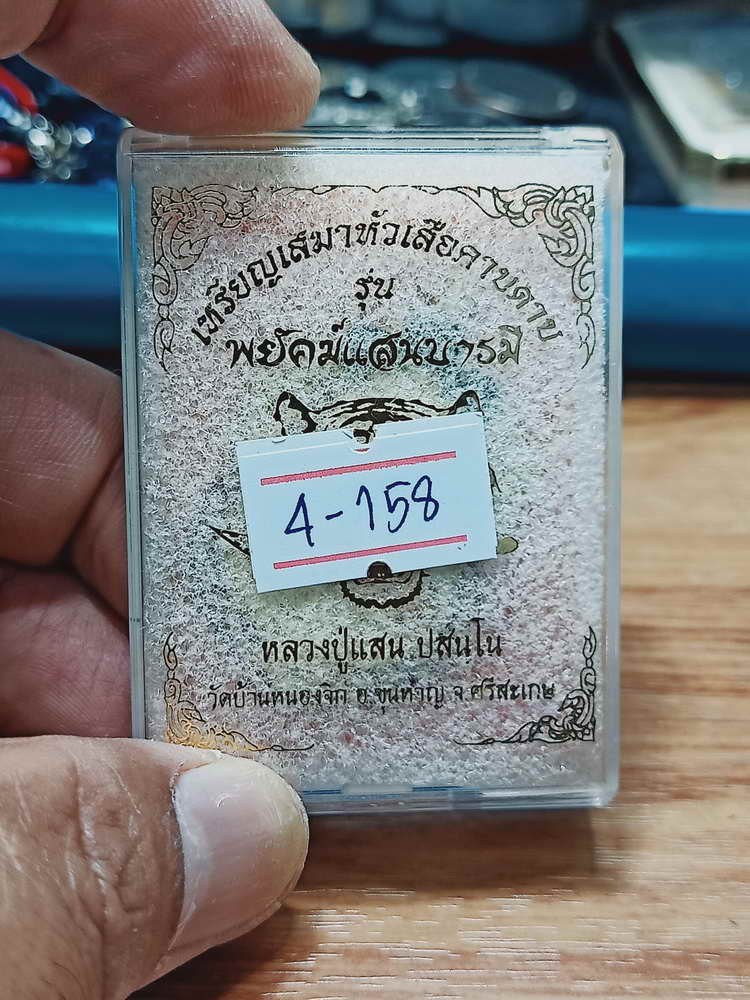 เหรียญเสมาหัวเสือคาบดาบ
รุ่น
พยัคฆ์แสนบารมี
4-158
หลวงปู่แสน ปสนฺโน
วัดบ้านหนองจิก อ.ขุนหาญ จ.ศรีสะเกษ